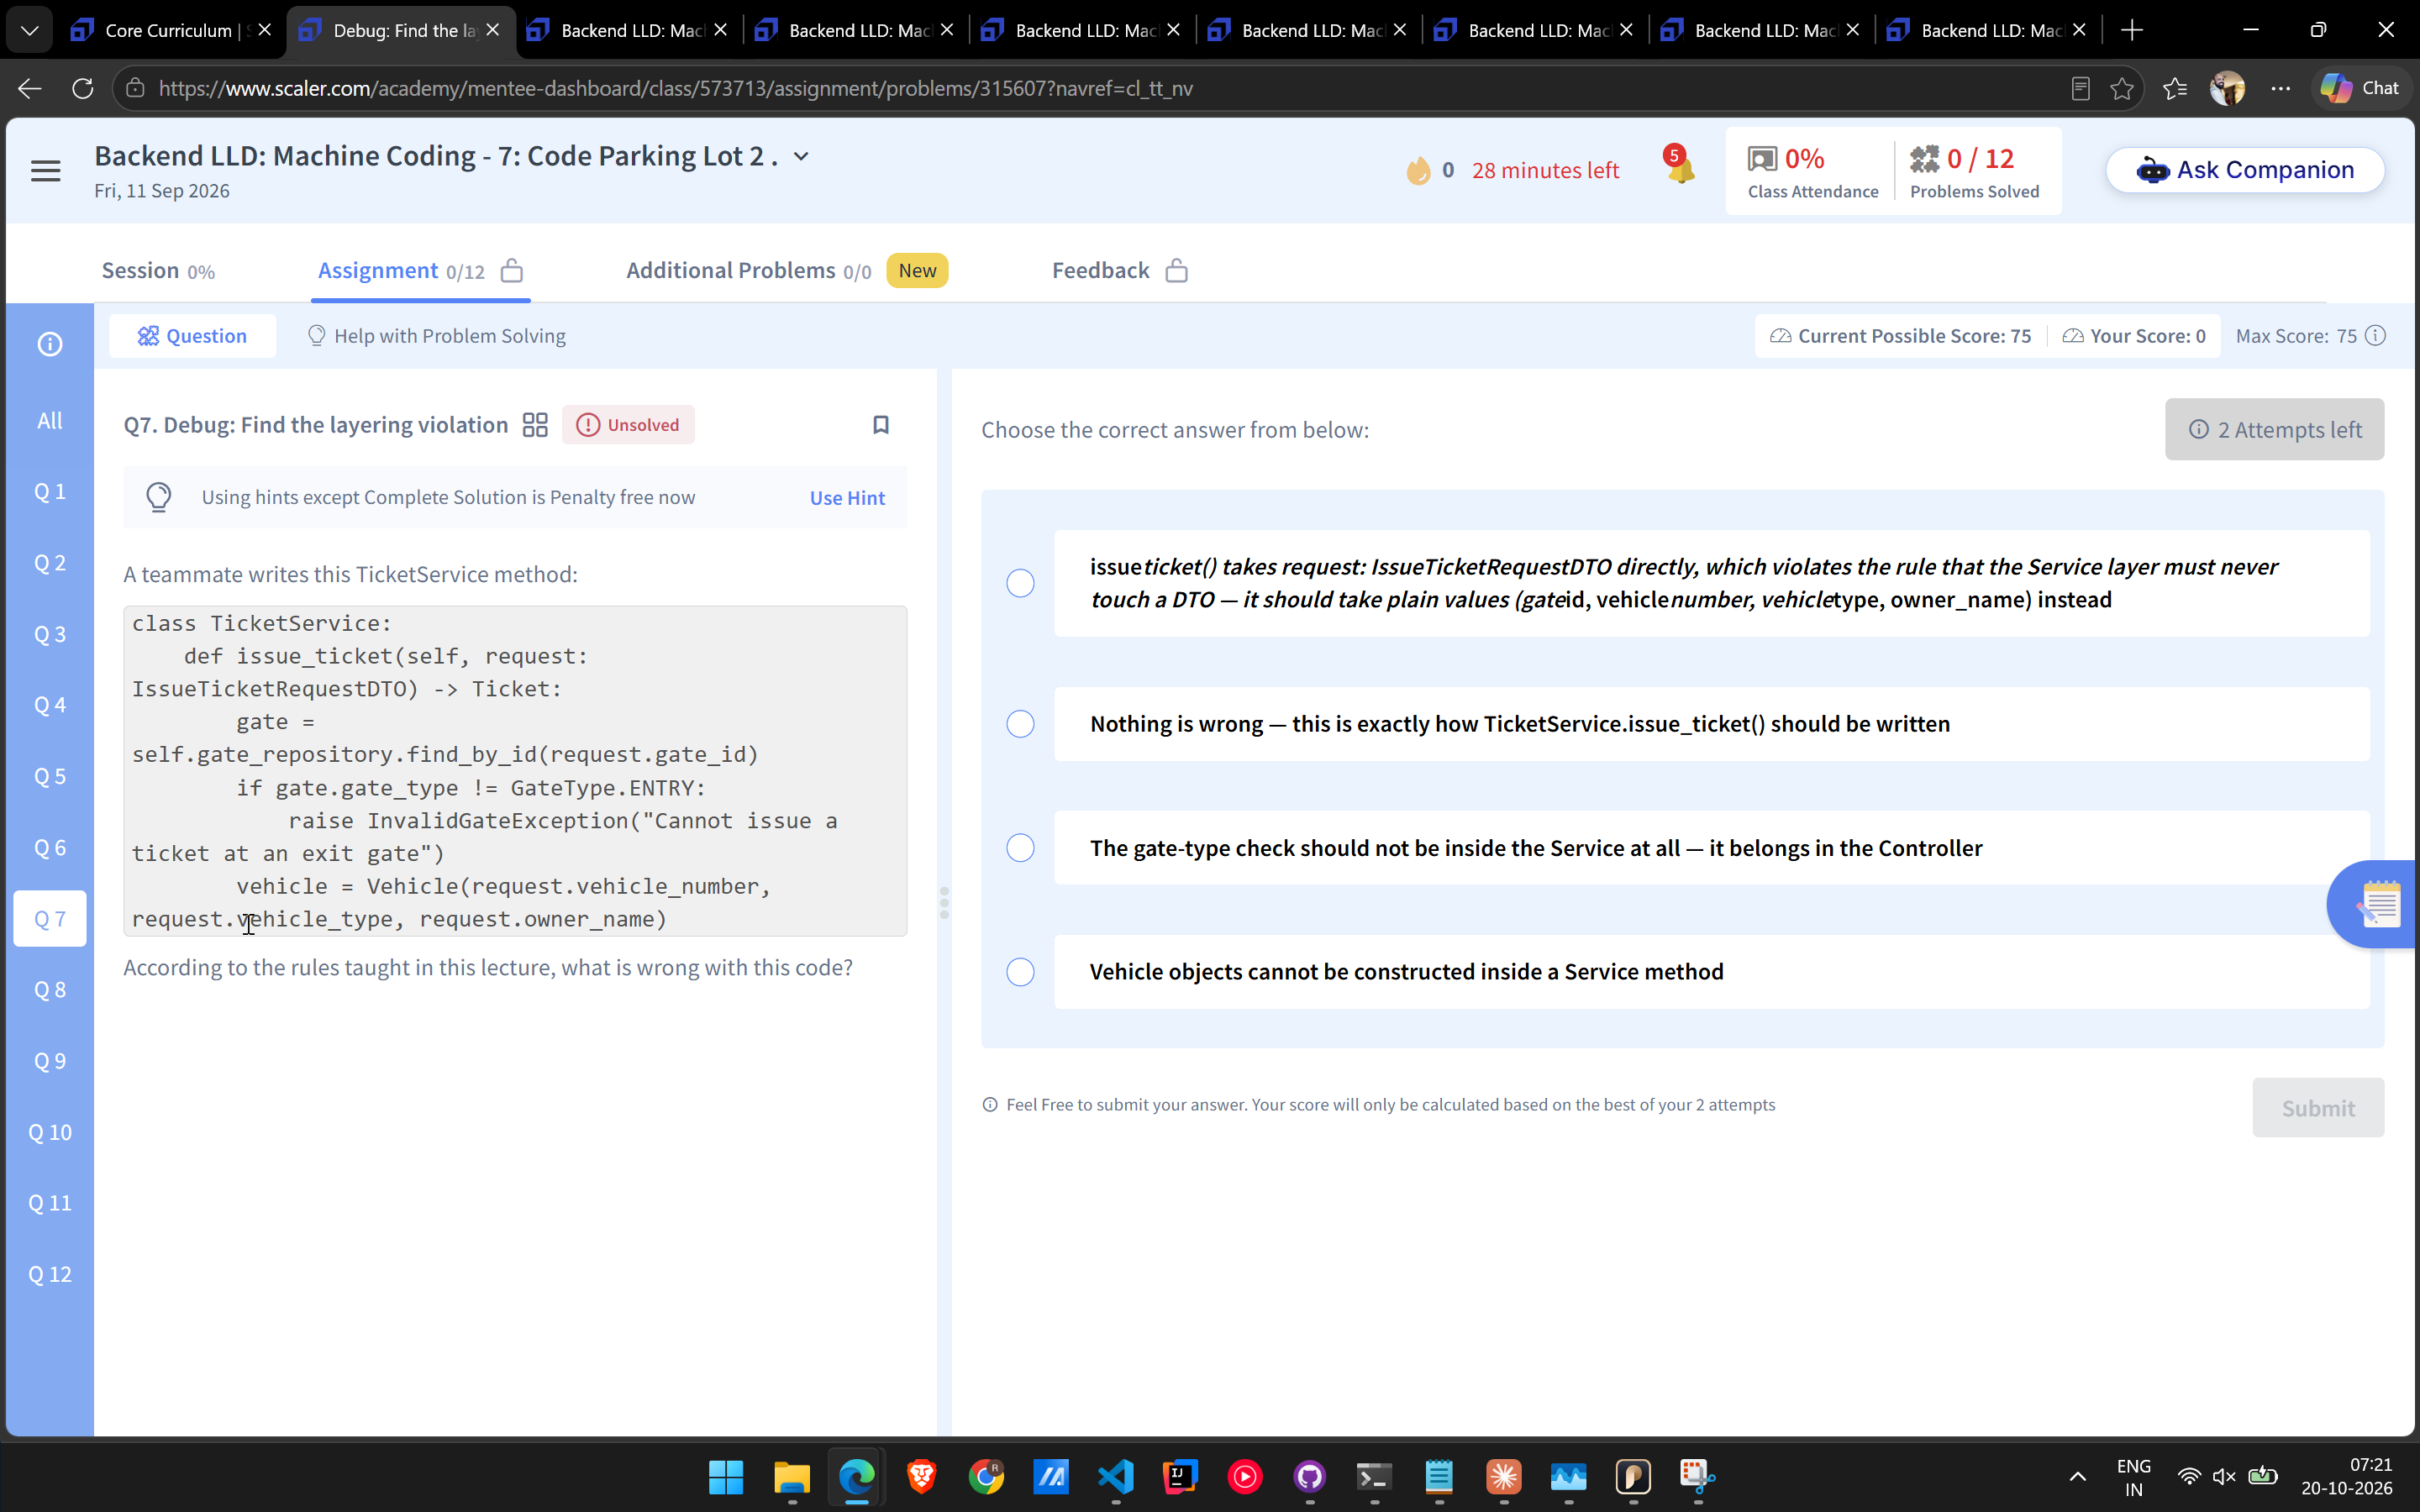 Core Curriculum | S
Debug: Find the la
Backend LLD: Mac
Backend LLD: Mac
Backend LLD: Mac
Backend LLD: Mac
Backend LLD: Mac
Backend LLD: Mac
Backend LLD: Mac
https://www.scaler.com/academy/mentee-dashboard/class/573713/assignment/problems/315607?navref=cl_tt_nv
Chat
Backend LLD: Machine Coding - 7: Code Parking Lot 2 .
Fri, 11 Sep 2026
0
28 minutes left
5
0%
Class Attendance
0 / 12
Problems Solved
Ask Companion
Session 0%
Assignment 0/12
Additional Problems 0/0
New
Feedback
Question
Help with Problem Solving
Current Possible Score: 75
Your Score: 0
Max Score: 75
All
Q 1
Q 2
Q 3
Q 4
Q 5
Q 6
Q 7
Q 8
Q 9
Q 10
Q 11
Q 12
Q7. Debug: Find the layering violation
Unsolved
Using hints except Complete Solution is Penalty free now
Use Hint
A teammate writes this TicketService method:
class TicketService:
def issue_ticket(self, request:
IssueTicketRequestDTO) -> Ticket:
gate =
self.gate_repository.find_by_id(request.gate_id)
if gate.gate_type != GateType.ENTRY:
raise InvalidGateException("Cannot issue a
ticket at an exit gate")
vehicle = Vehicle(request.vehicle_number,
request.vehicle_type, request.owner_name)
According to the rules taught in this lecture, what is wrong with this code?
Choose the correct answer from below:
2 Attempts left
issueticket() takes request: IssueTicketRequestDTO directly, which violates the rule that the Service layer must never
touch a DTO — it should take plain values (gateid, vehiclenumber, vehicletype, owner_name) instead
Nothing is wrong — this is exactly how TicketService.issue_ticket() should be written
The gate-type check should not be inside the Service at all — it belongs in the Controller
Vehicle objects cannot be constructed inside a Service method
Feel Free to submit your answer. Your score will only be calculated based on the best of your 2 attempts
Submit
R
IJ
ENG
IN
07:21
20-10-2026